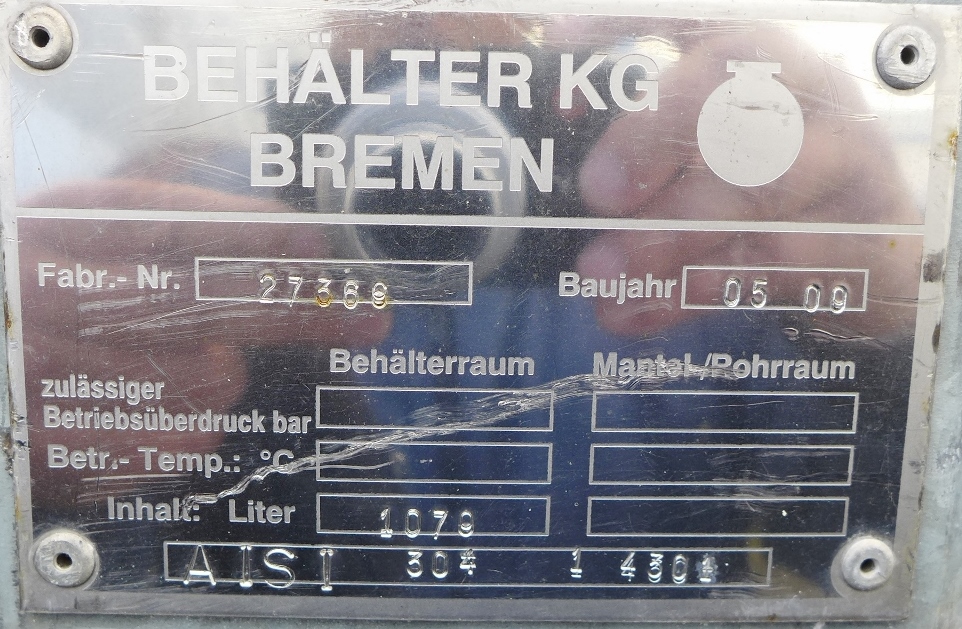 BEHÄLTER KG
BREMEN
Fabr.- Nr. 27369 Baujahr 05 09
Behälterraum Mantel-/Rohrraum
zulässiger
Betriebsüberdruck bar
Betr.- Temp.: °C
Inhalt: Liter 1079
AISI 304 1 4301